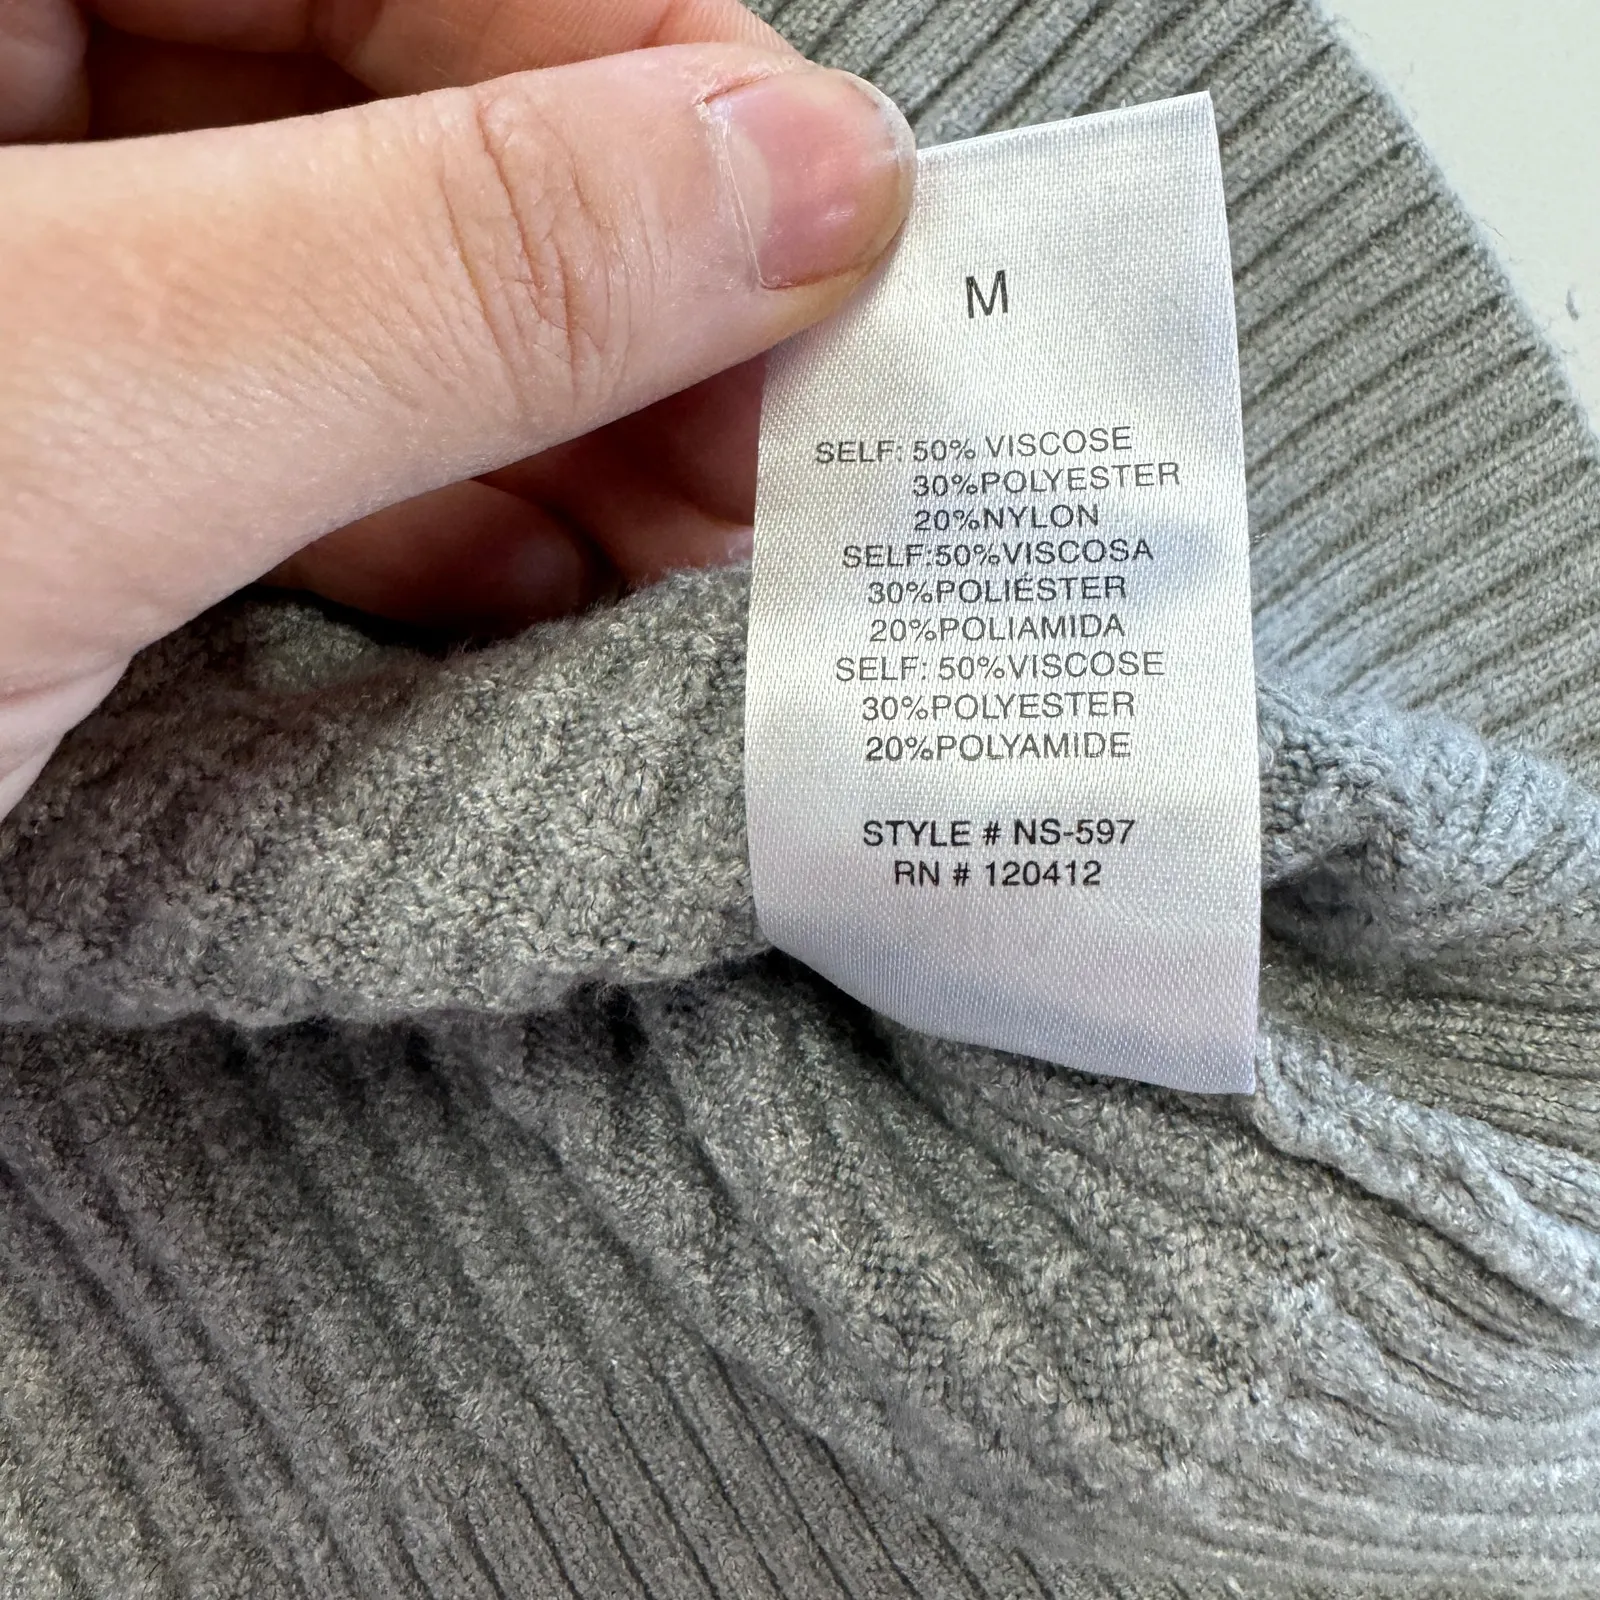 M
SELF: 50% VISCOSE
30%POLYESTER
20%NYLON
SELF:50%VISCOSA
30%POLIÉSTER
20%POLIAMIDA
SELF: 50%VISCOSE
30%POLYESTER
20%POLYAMIDE
STYLE # NS-597
RN # 120412